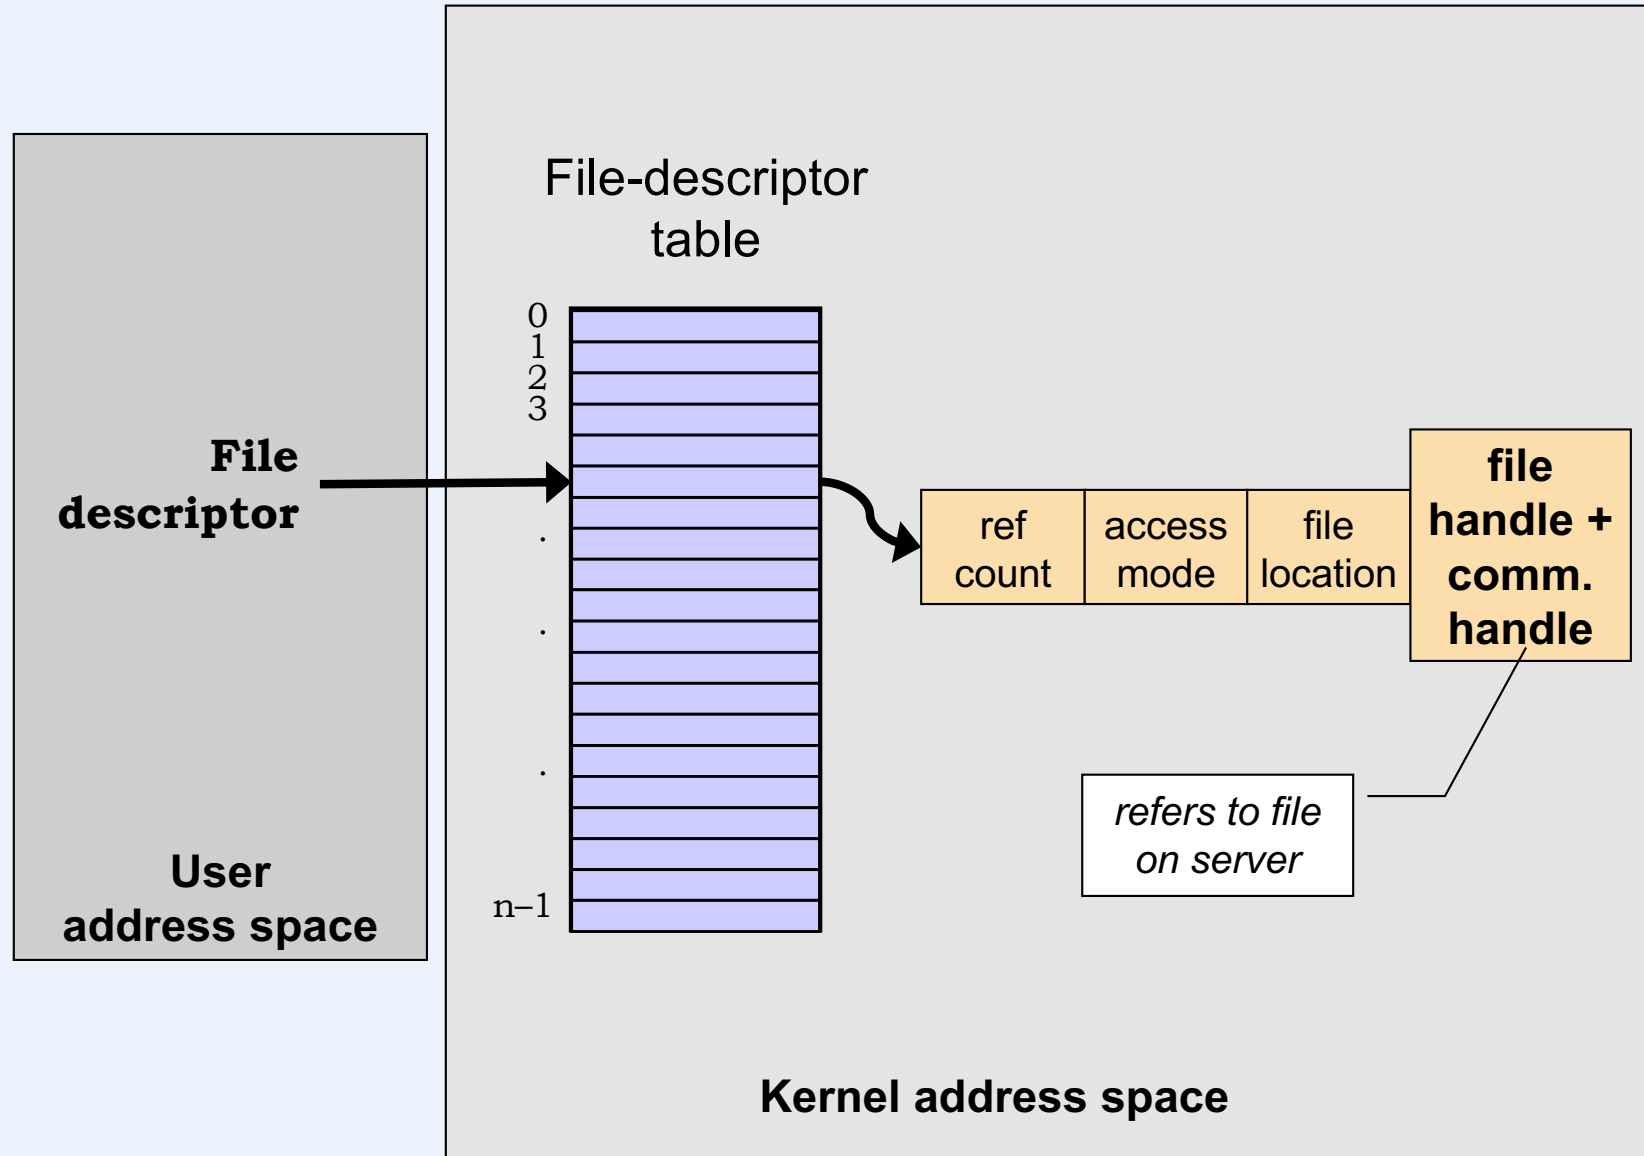 File-descriptor
table
0
1
2
3
.
.
.
n–1
File
descriptor
User
address space
ref
count
access
mode
file
location
file
handle +
comm.
handle
refers to file
on server
Kernel address space